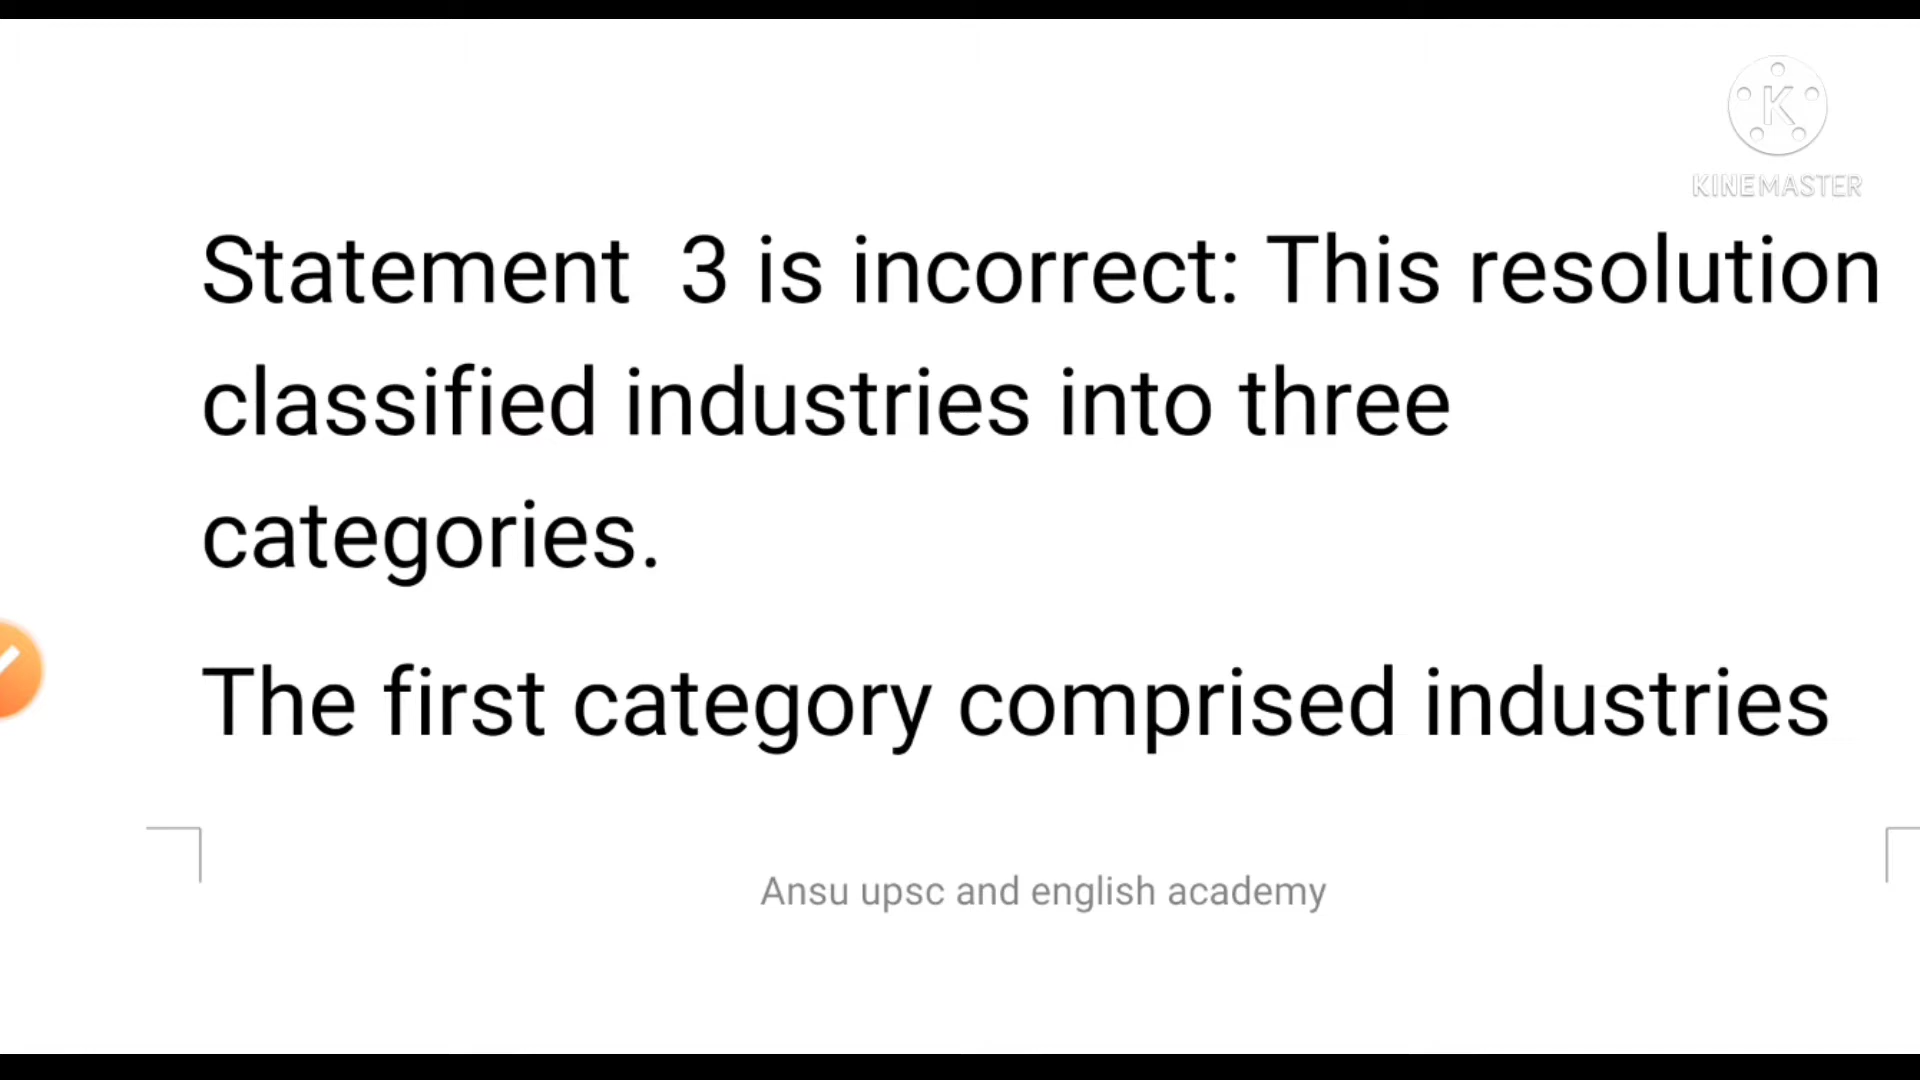 K
KINEMASTER
Statement  3 is incorrect: This resolution
classified industries into three
categories.
The first category comprised industries
Ansu upsc and english academy